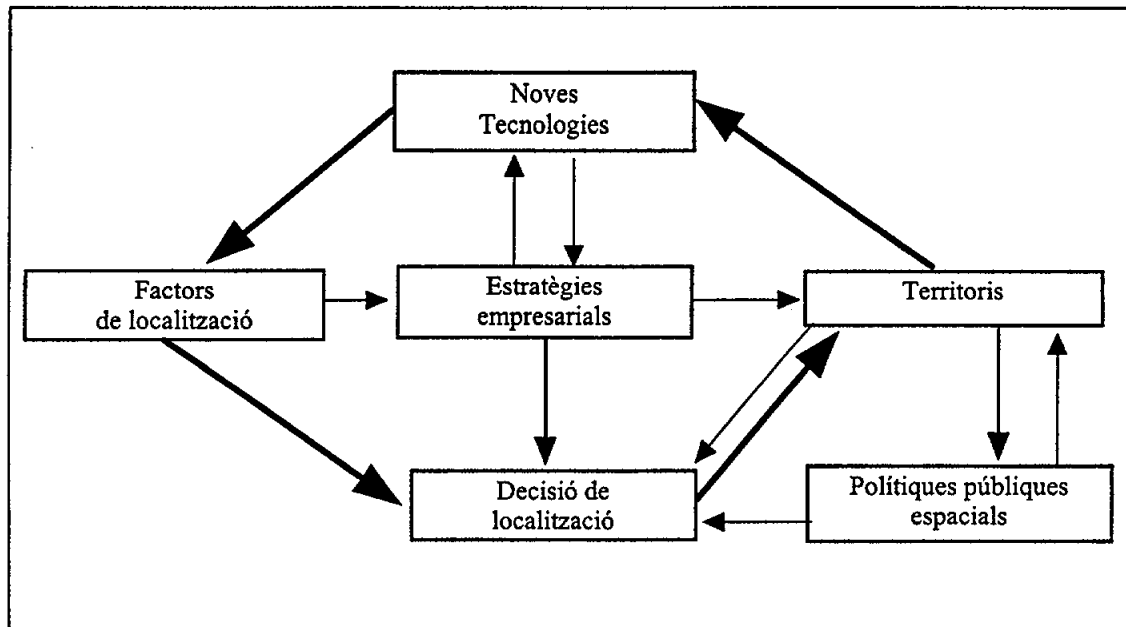 Noves
Tecnologies
Factors
de localització
Estratègies
empresarials
Territoris
Decisió de
localització
Polítiques públiques
espacials